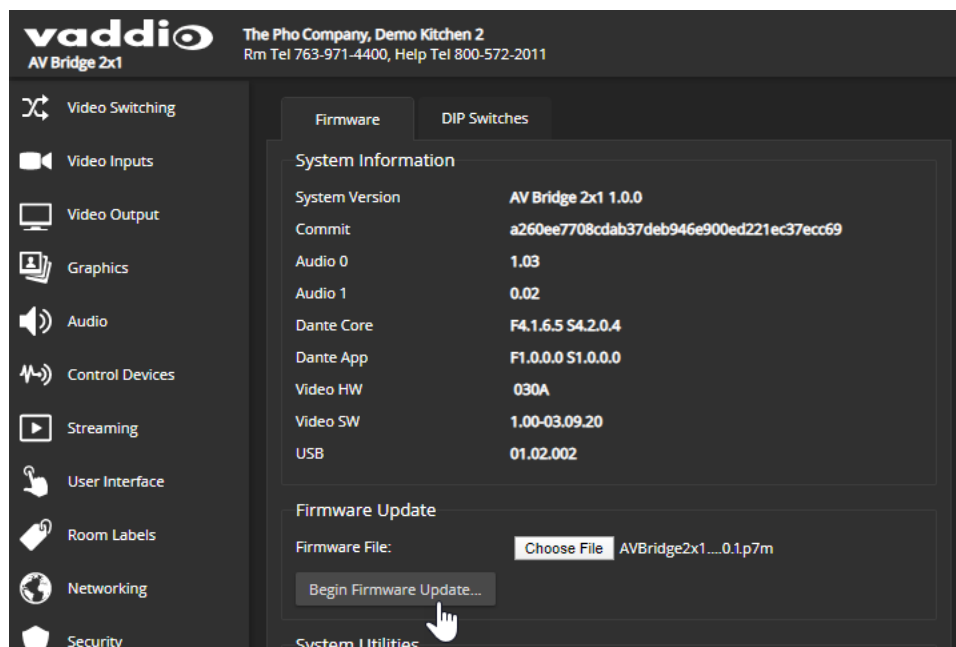 vaddio
AV Bridge 2x1
The Pho Company, Demo Kitchen 2
Rm Tel 763-971-4400, Help Tel 800-572-2011
Video Switching
Video Inputs
Video Output
Graphics
Audio
Control Devices
Streaming
User Interface
Room Labels
Networking
Security
Firmware
DIP Switches
System Information
System Version AV Bridge 2x1 1.0.0
Commit a260ee7708cdab37deb946e900ed221ec37ecc69
Audio 0 1.03
Audio 1 0.02
Dante Core F4.1.6.5 S4.2.0.4
Dante App F1.0.0.0 S1.0.0.0
Video HW 030A
Video SW 1.00-03.09.20
USB 01.02.002
Firmware Update
Firmware File: Choose File AVBridge2x1....0.1.p7m
Begin Firmware Update...
System Utilities